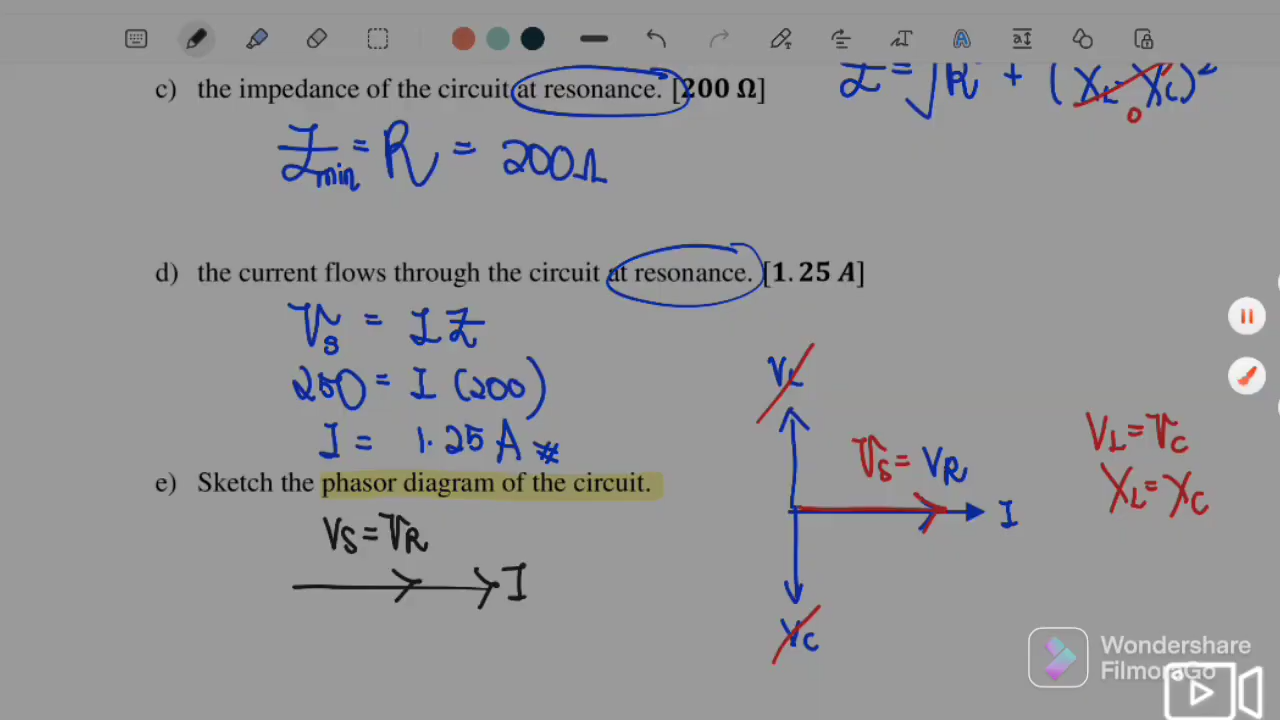 c) the impedance of the circuit at resonance. [200 Ω]
Z = √R + (XL - XC)²
0
Zmin = R = 200Ω
d) the current flows through the circuit at resonance. [1.25 A]
Vs = I Z
250 = I (200)
I = 1.25 A #
e) Sketch the phasor diagram of the circuit.
VS = VR
I
VL
VS = VR
I
VC
VL = VC
XL = XC
Wondershare
FilmoraGo